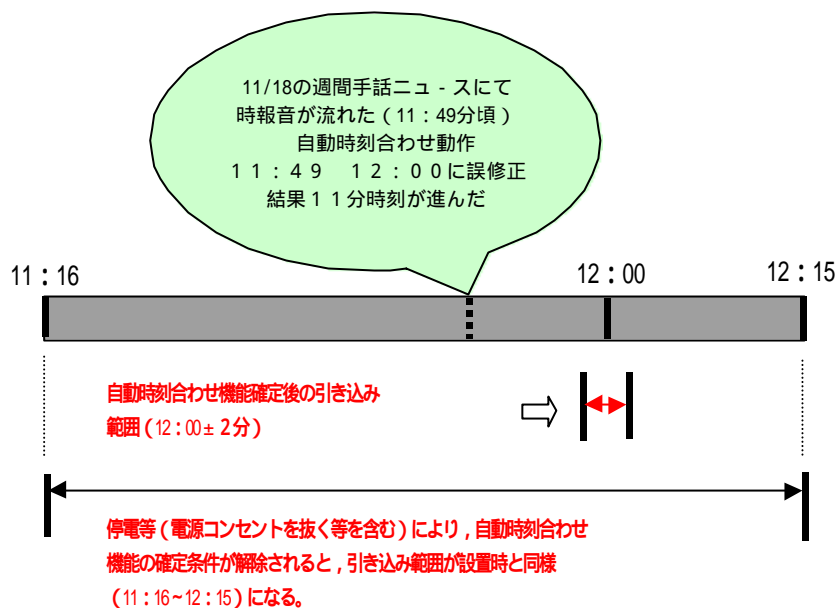 11/18の週間手話ニュ-スにて
時報音が流れた(11：49分頃)
自動時刻合わせ動作
１１：４９　１２：００に誤修正
結果１１分時刻が進んだ
11：16
12：00
12：15
自動時刻合わせ機能確定後の引き込み
範囲(12：00± 2分)
停電等(電源コンセントを抜く等を含む)により，自動時刻合わせ
機能の確定条件が解除されると，引き込み範囲が設置時と同様
(11：16~12：15)になる。